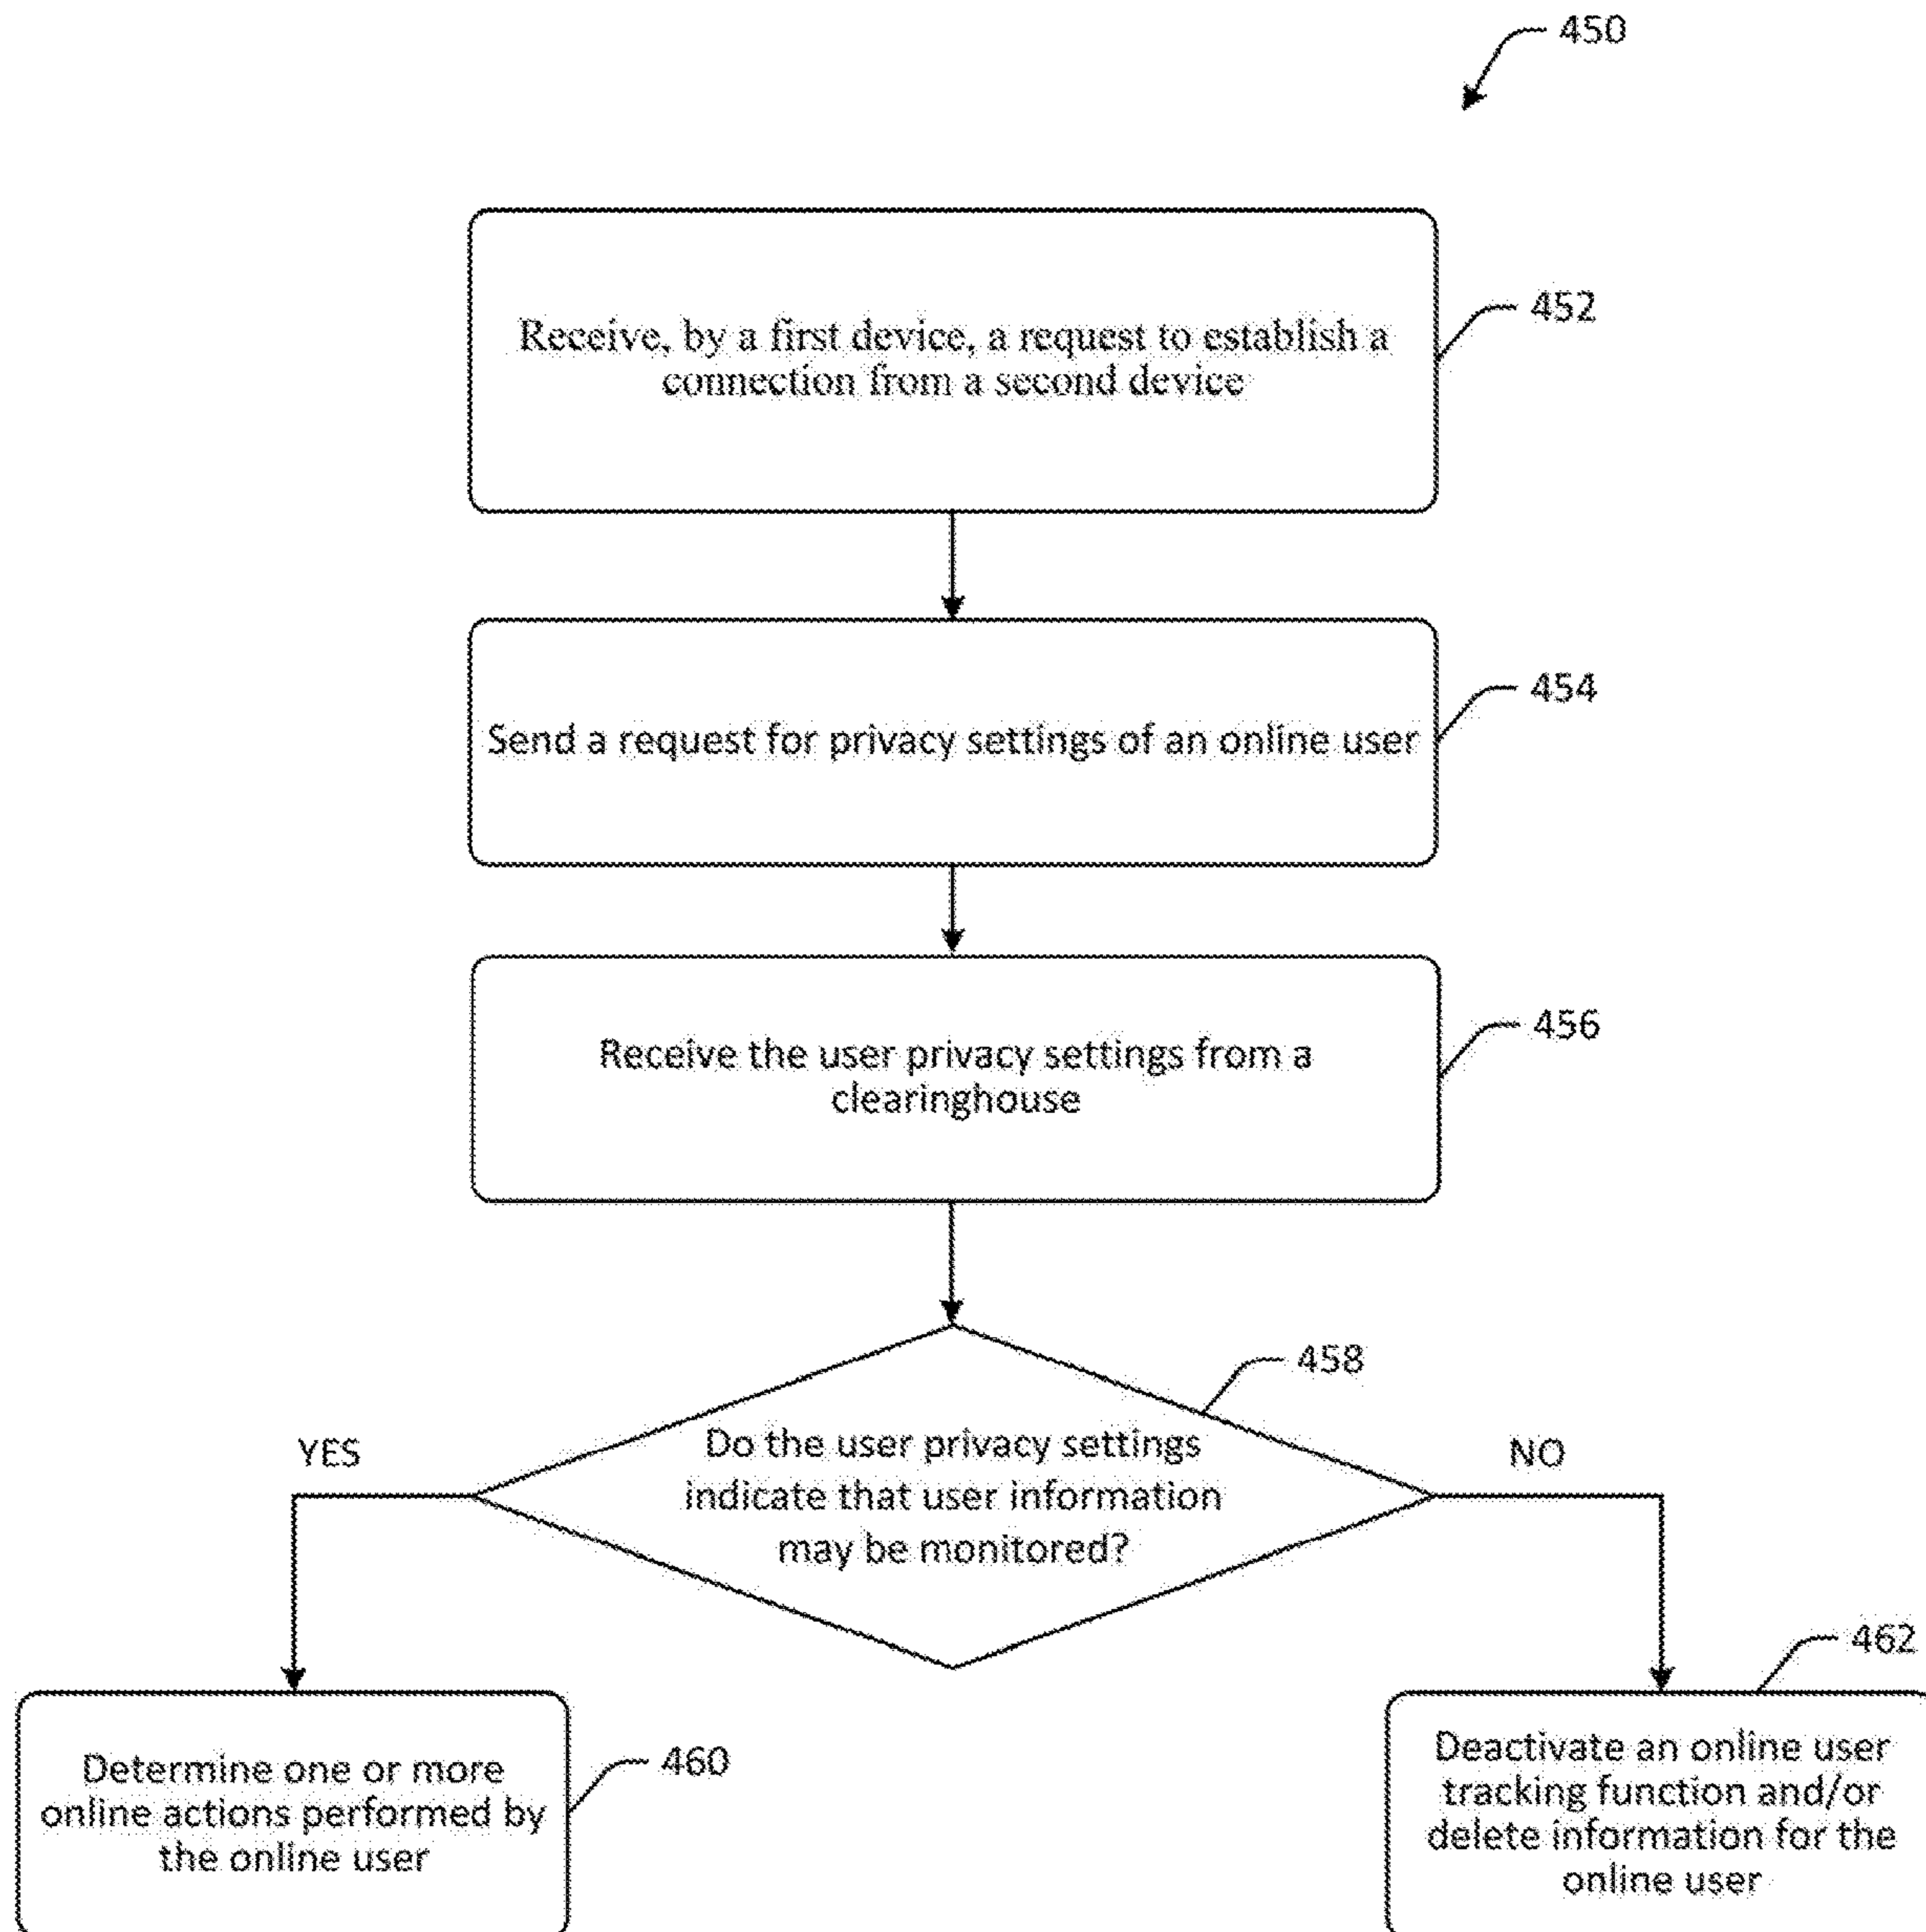 450
Receive, by a first device, a request to establish a
connection from a second device
452
Send a request for privacy settings of an online user
454
Receive the user privacy settings from a
clearinghouse
456
458
Do the user privacy settings
indicate that user information
may be monitored?
YES
NO
Determine one or more
online actions performed by
the online user
460
462
Deactivate an online user
tracking function and/or
delete information for the
online user